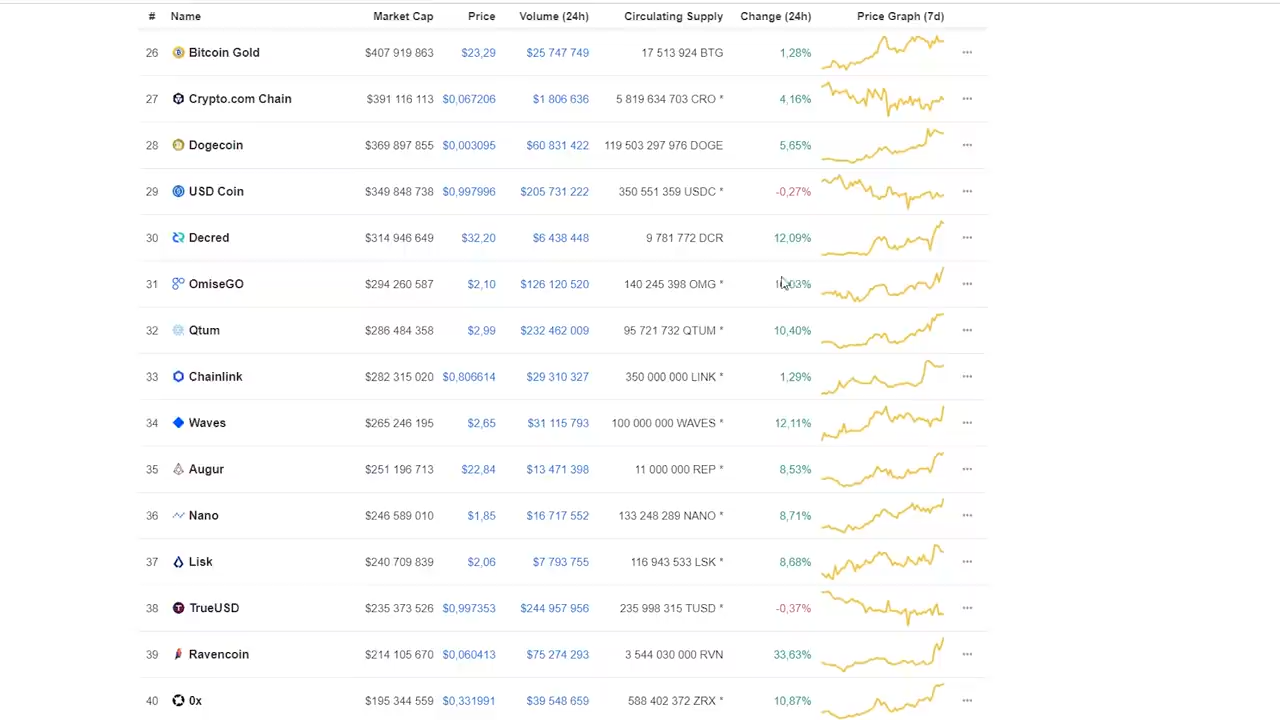 # Name Market Cap Price Volume (24h) Circulating Supply Change (24h) Price Graph (7d)
26 Bitcoin Gold $407 919 863 $23,29 $25 747 749 17 513 924 BTG 1,28%
27 Crypto.com Chain $391 116 113 $0,067206 $1 806 636 5 819 634 703 CRO * 4,16%
28 Dogecoin $369 897 855 $0,003095 $60 831 422 119 503 297 976 DOGE 5,65%
29 USD Coin $349 848 738 $0,997996 $205 731 222 350 551 359 USDC * -0,27%
30 Decred $314 946 649 $32,20 $6 438 448 9 781 772 DCR 12,09%
31 OmiseGO $294 260 587 $2,10 $126 120 520 140 245 398 OMG *
32 Qtum $286 484 358 $2,99 $232 462 009 95 721 732 QTUM * 10,40%
33 Chainlink $282 315 020 $0,806614 $29 310 327 350 000 000 LINK * 1,29%
34 Waves $265 246 195 $2,65 $31 115 793 100 000 000 WAVES * 12,11%
35 Augur $251 196 713 $22,84 $13 471 398 11 000 000 REP * 8,53%
36 Nano $246 589 010 $1,85 $16 717 552 133 248 289 NANO * 8,71%
37 Lisk $240 709 839 $2,06 $7 793 755 116 943 533 LSK * 8,68%
38 TrueUSD $235 373 526 $0,997353 $244 957 956 235 998 315 TUSD * -0,37%
39 Ravencoin $214 105 670 $0,060413 $75 274 293 3 544 030 000 RVN 33,63%
40 0x $195 344 559 $0,331991 $39 548 659 588 402 372 ZRX * 10,87%